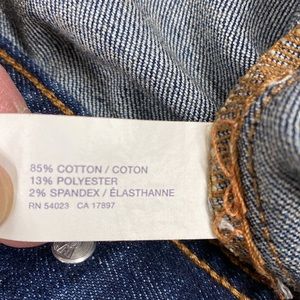 85% COTTON / COTON
13% POLYESTER
2% SPANDEX / ÉLASTHANNE
RN 54023 CA 17897